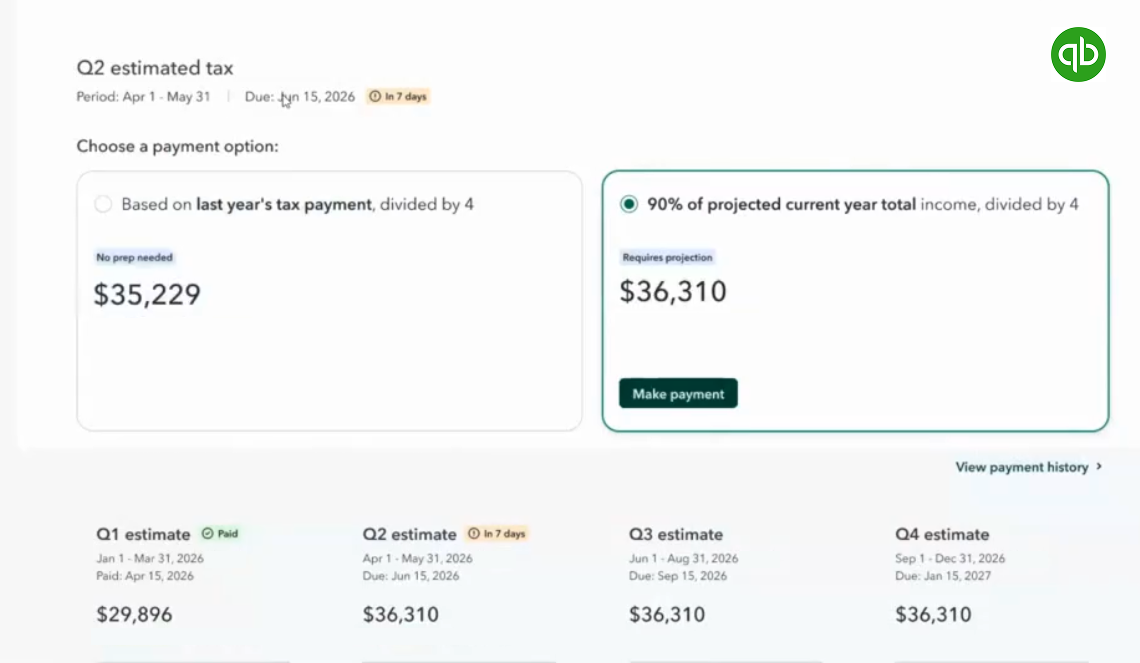 qb
Q2 estimated tax
Period: Apr 1 - May 31 | Due: Jun 15, 2026 In 7 days
Choose a payment option:
Based on last year's tax payment, divided by 4
No prep needed
$35,229
90% of projected current year total income, divided by 4
Requires projection
$36,310
Make payment
View payment history >
Q1 estimate Paid
Jan 1 - Mar 31, 2026
Paid: Apr 15, 2026
$29,896
Q2 estimate In 7 days
Apr 1 - May 31, 2026
Due: Jun 15, 2026
$36,310
Q3 estimate
Jun 1 - Aug 31, 2026
Due: Sep 15, 2026
$36,310
Q4 estimate
Sep 1 - Dec 31, 2026
Due: Jan 15, 2027
$36,310